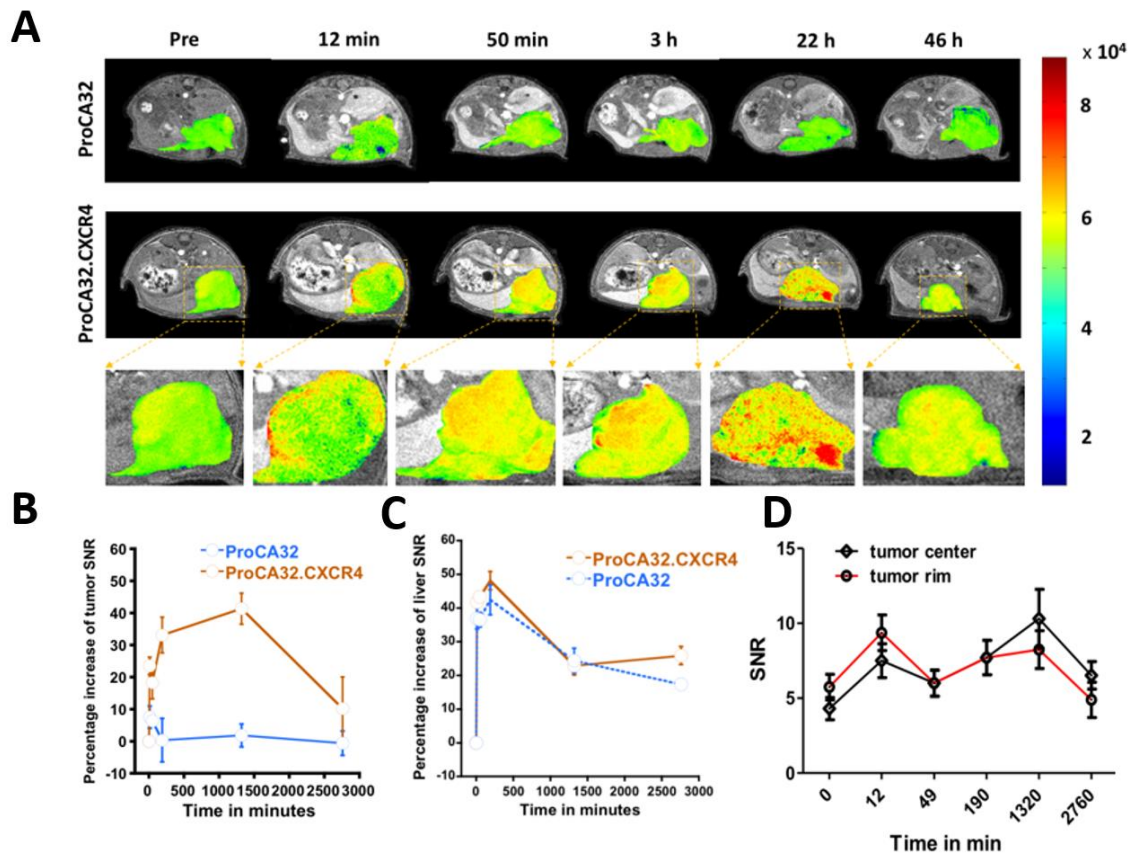 A
Pre 12 min 50 min 3 h 22 h 46 h
x 10⁴
ProCA32
ProCA32.CXCR4
8
6
4
2
B
Percentage increase of tumor SNR
60
50
40
30
20
10
0
-10
ProCA32
ProCA32.CXCR4
0 500 1000 1500 2000 2500 3000
Time in minutes
C
Percentage increase of liver SNR
60
50
40
30
20
10
0
-10
ProCA32.CXCR4
ProCA32
0 500 1000 1500 2000 2500 3000
Time in minutes
D
SNR
15
10
5
0
tumor center
tumor rim
0 12 49 190 1320 2760
Time in min